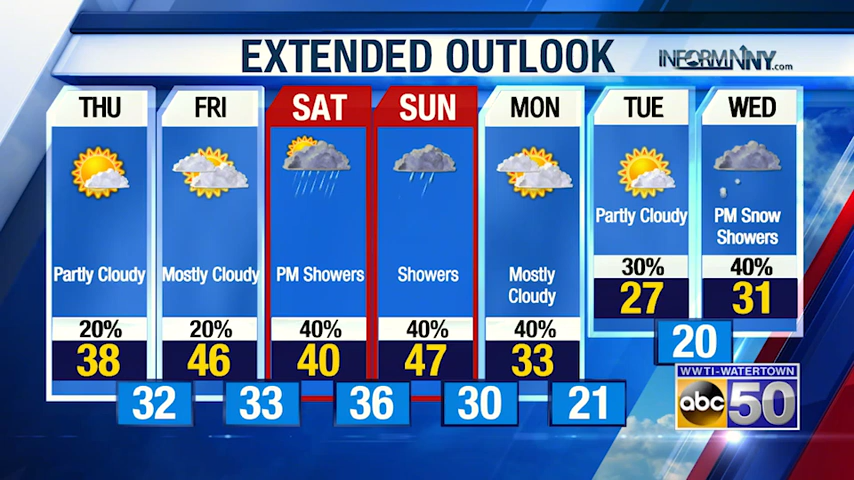 EXTENDED OUTLOOK
INFORMNNY.com
THU
FRI
SAT
SUN
MON
TUE
WED
Partly Cloudy
Mostly Cloudy
PM Showers
Showers
Mostly
Cloudy
Partly Cloudy
PM Snow
Showers
20%
20%
40%
40%
40%
30%
40%
38
46
40
47
33
27
31
32
33
36
30
21
20
WWTI-WATERTOWN
abc 50